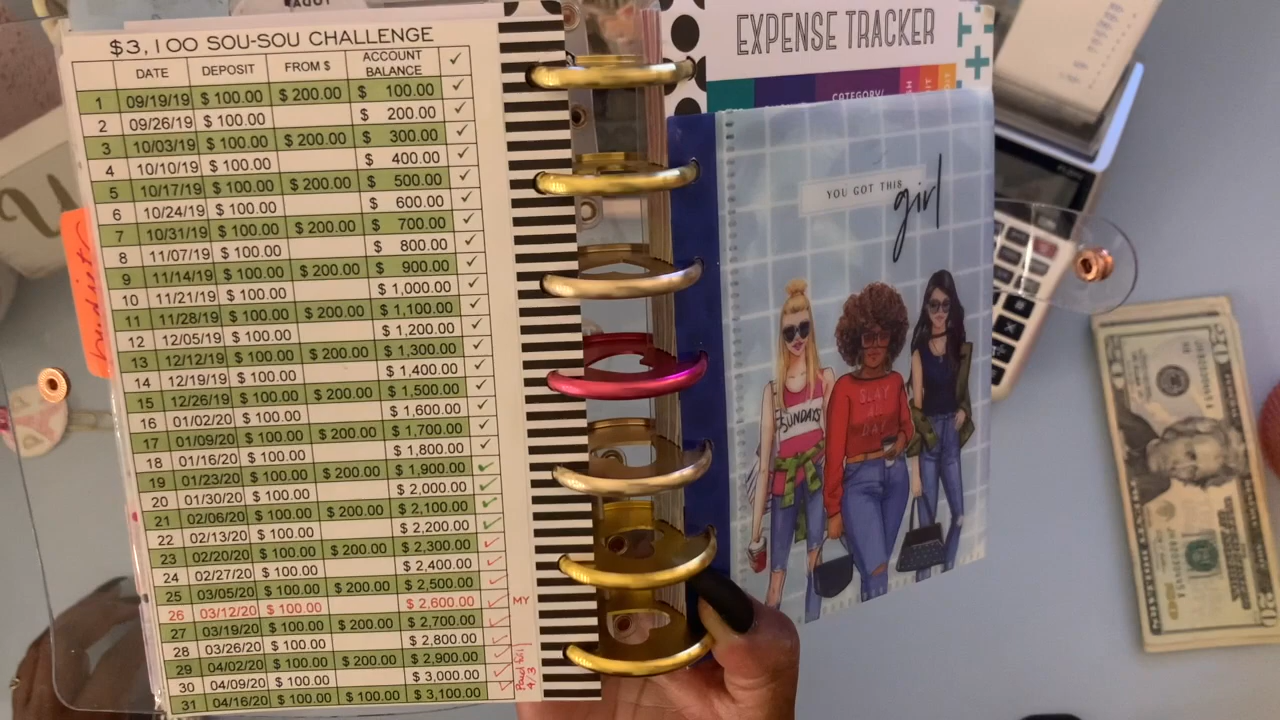 $3,100 SOU-SOU CHALLENGE
DATE DEPOSIT FROM $ ACCOUNT BALANCE ✓
1 09/19/19 $ 100.00 $ 200.00 $ 100.00 ✓
2 09/26/19 $ 100.00 $ 200.00 ✓
3 10/03/19 $ 100.00 $ 200.00 $ 300.00 ✓
4 10/10/19 $ 100.00 $ 400.00 ✓
5 10/17/19 $ 100.00 $ 200.00 $ 500.00 ✓
6 10/24/19 $ 100.00 $ 600.00 ✓
7 10/31/19 $ 100.00 $ 200.00 $ 700.00 ✓
8 11/07/19 $ 100.00 $ 800.00 ✓
9 11/14/19 $ 100.00 $ 200.00 $ 900.00 ✓
10 11/21/19 $ 100.00 $ 1,000.00 ✓
11 11/28/19 $ 100.00 $ 200.00 $ 1,100.00 ✓
12 12/05/19 $ 100.00 $ 1,200.00 ✓
13 12/12/19 $ 100.00 $ 200.00 $ 1,300.00 ✓
14 12/19/19 $ 100.00 $ 1,400.00 ✓
15 12/26/19 $ 100.00 $ 200.00 $ 1,500.00 ✓
16 01/02/20 $ 100.00 $ 1,600.00 ✓
17 01/09/20 $ 100.00 $ 200.00 $ 1,700.00 ✓
18 01/16/20 $ 100.00 $ 1,800.00 ✓
19 01/23/20 $ 100.00 $ 200.00 $ 1,900.00 ✓
20 01/30/20 $ 100.00 $ 2,000.00 ✓
21 02/06/20 $ 100.00 $ 200.00 $ 2,100.00 ✓
22 02/13/20 $ 100.00 $ 2,200.00 ✓
23 02/20/20 $ 100.00 $ 200.00 $ 2,300.00 ✓
24 02/27/20 $ 100.00 $ 2,400.00 ✓
25 03/05/20 $ 100.00 $ 200.00 $ 2,500.00 ✓
26 03/12/20 $ 100.00 $ 2,600.00 ✓ MY
27 03/19/20 $ 100.00 $ 200.00 $ 2,700.00 ✓
28 03/26/20 $ 100.00 $ 2,800.00 ✓
29 04/02/20 $ 100.00 $ 200.00 $ 2,900.00 ✓
30 04/09/20 $ 100.00 $ 3,000.00 ✓
31 04/16/20 $ 100.00 $ 100.00 $ 3,100.00 ✓
Paid full
4/3
EXPENSE TRACKER
CATEGORY/
YOU GOT THIS
girl
SUNDAYS
SLAY
ALL
DAY
20